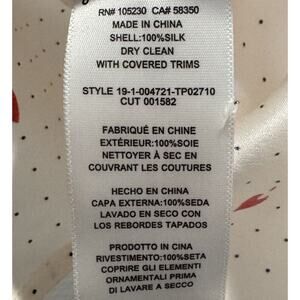 RN# 105230 CA# 58350
MADE IN CHINA
SHELL:100%SILK
DRY CLEAN
WITH COVERED TRIMS
STYLE 19-1-004721-TP02710
CUT 001582
FABRIQUÉ EN CHINE
EXTÉRIEUR:100%SOIE
NETTOYER À SEC EN
COUVRANT LES COUTURES
HECHO EN CHINA
CAPA EXTERNA:100%SEDA
LAVADO EN SECO CON
LOS REBORDES TAPADOS
PRODOTTO IN CINA
RIVESTIMENTO:100%SETA
COPRIRE GLI ELEMENTI
ORNAMENTALI PRIMA
DI LAVARE A SECCO